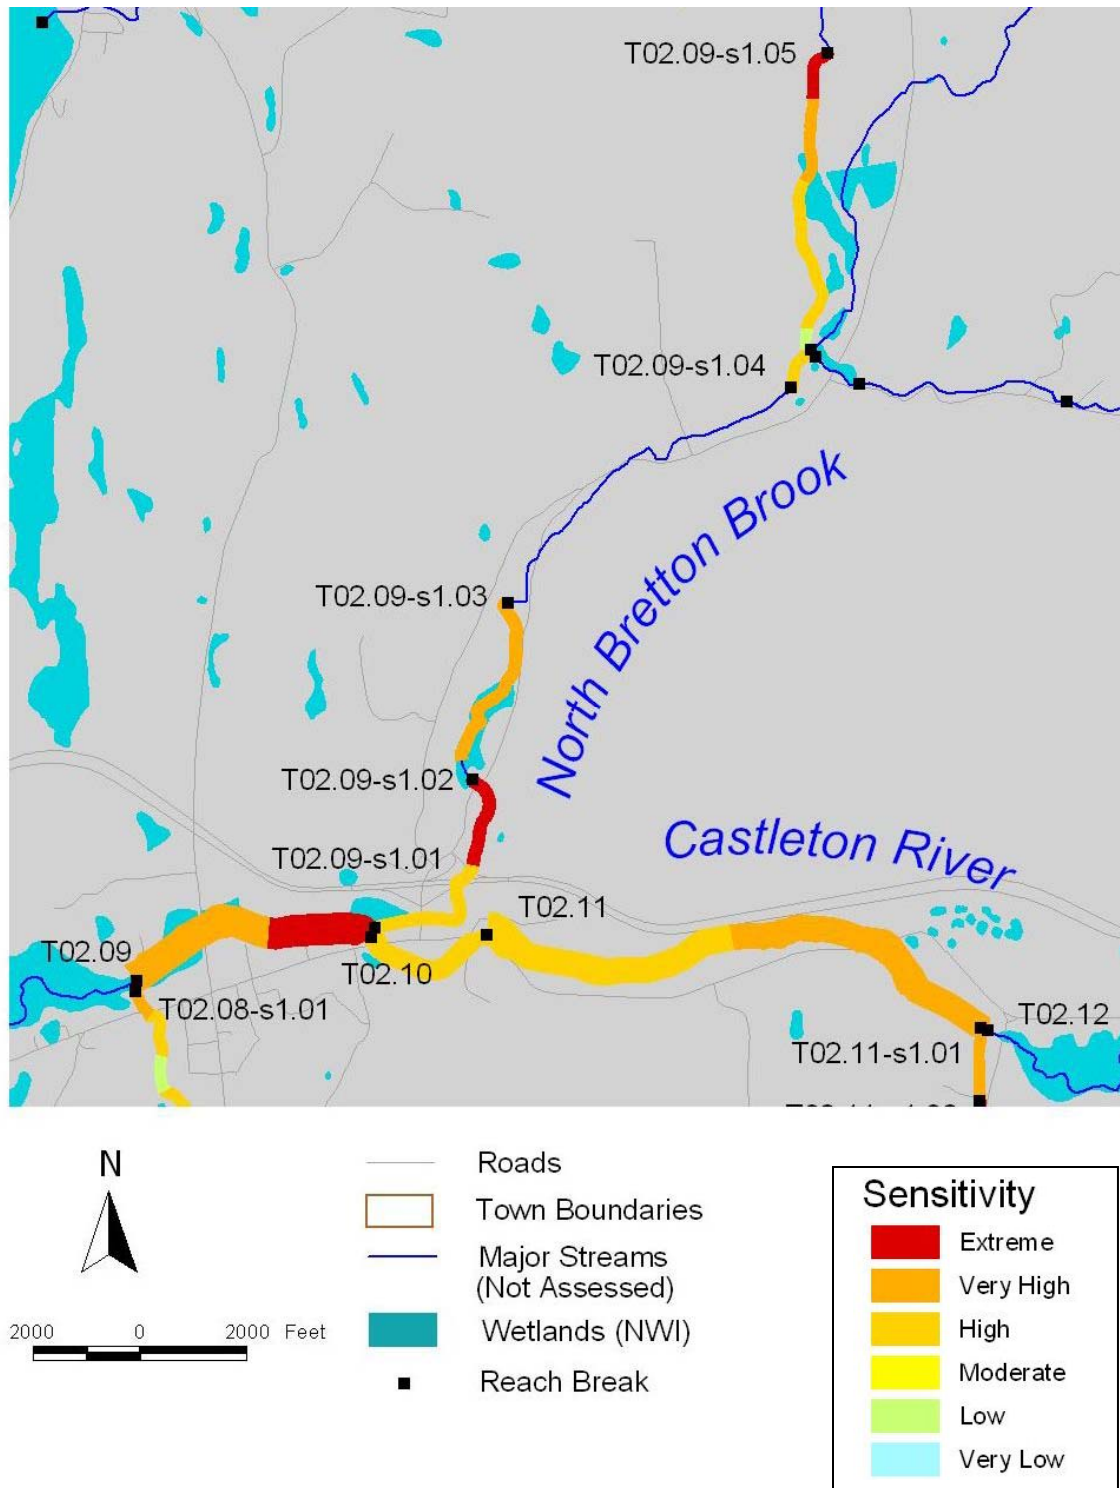 T02.09-s1.05
T02.09-s1.04
North Bretton Brook
T02.09-s1.03
T02.09-s1.02
Castleton River
T02.09-s1.01
T02.11
T02.09
T02.10
T02.08-s1.01
T02.12
T02.11-s1.01
N
2000 0 2000 Feet
Roads
Town Boundaries
Major Streams
(Not Assessed)
Wetlands (NWI)
Reach Break
Sensitivity
Extreme
Very High
High
Moderate
Low
Very Low